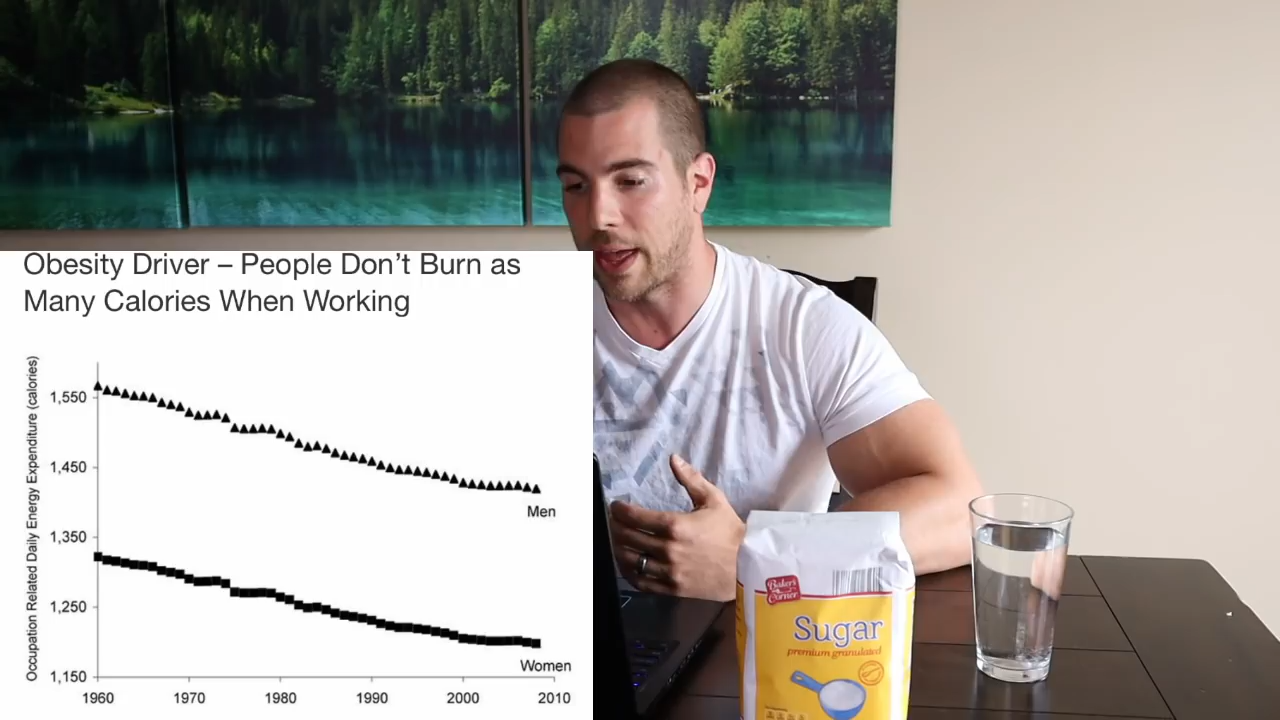 Obesity Driver – People Don’t Burn as
Many Calories When Working
Occupation Related Daily Energy Expenditure (calories)
1,550
1,450
1,350
1,250
1,150
Men
Women
1960
1970
1980
1990
2000
2010
Baker's
Corner
Sugar
premium granulated